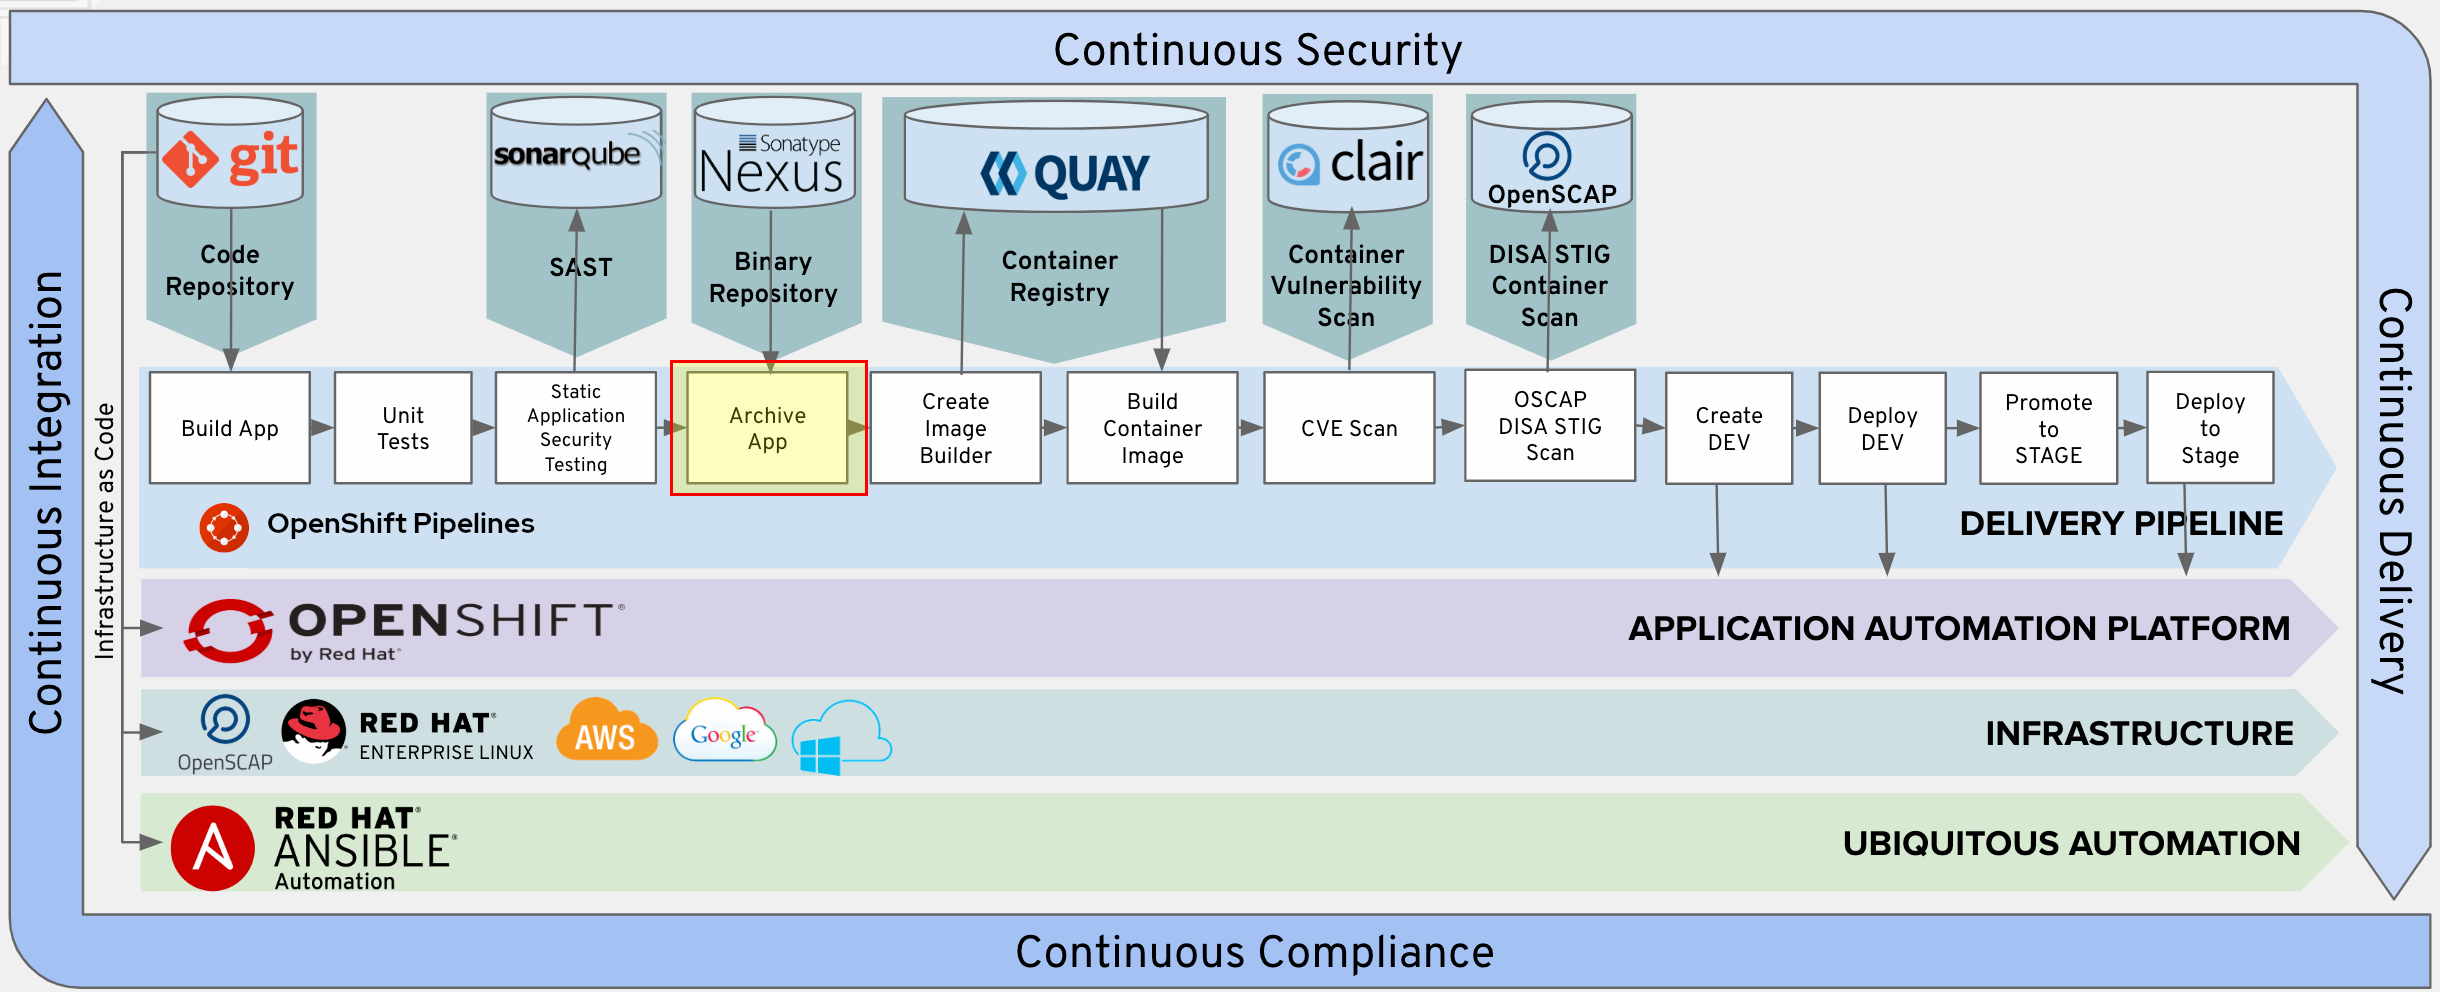 Continuous Security
git
sonarqube
Sonatype
Nexus
QUAY
clair
OpenSCAP
Code
Repository
SAST
Binary
Repository
Container
Registry
Container
Vulnerability
Scan
DISA STIG
Container
Scan
Build App
Unit
Tests
Static
Application
Security
Testing
Archive
App
Create
Image
Builder
Build
Container
Image
CVE Scan
OSCAP
DISA STIG
Scan
Create
DEV
Deploy
DEV
Promote
to
STAGE
Deploy
to
Stage
OpenShift Pipelines
DELIVERY PIPELINE
OPENSHIFT®
by Red Hat®
APPLICATION AUTOMATION PLATFORM
OpenSCAP
RED HAT®
ENTERPRISE LINUX
AWS
Google
INFRASTRUCTURE
RED HAT®
ANSIBLE®
Automation
UBIQUITOUS AUTOMATION
Infrastructure as Code
Continuous Integration
Continuous Delivery
Continuous Compliance